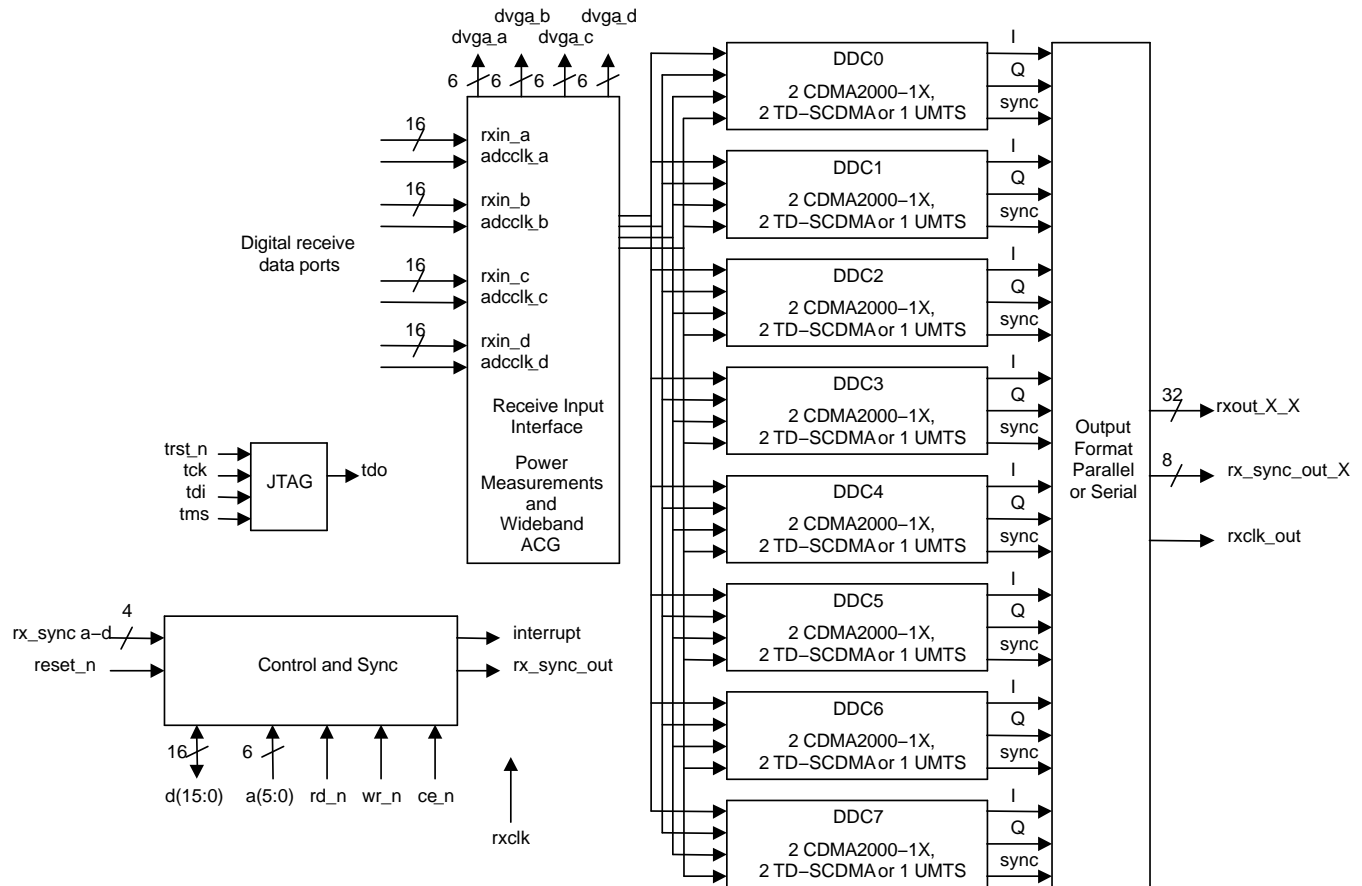 dvga_b dvga_d
dvga_a dvga_c
6 6 6 6
16
rxin_a
adcclk_a
16
rxin_b
adcclk_b
Digital receive
data ports
16
rxin_c
adcclk_c
16
rxin_d
adcclk_d
Receive Input
Interface
Power
Measurements
and
Wideband
ACG
trst_n
tck
tdi
tms
JTAG
tdo
4
rx_sync a–d
reset_n
Control and Sync
interrupt
rx_sync_out
16 6
d(15:0) a(5:0) rd_n wr_n ce_n
rxclk
DDC0
2 CDMA2000–1X,
2 TD–SCDMA or 1 UMTS
I
Q
sync
DDC1
2 CDMA2000–1X,
2 TD–SCDMA or 1 UMTS
I
Q
sync
DDC2
2 CDMA2000–1X,
2 TD–SCDMA or 1 UMTS
I
Q
sync
DDC3
2 CDMA2000–1X,
2 TD–SCDMA or 1 UMTS
I
Q
sync
DDC4
2 CDMA2000–1X,
2 TD–SCDMA or 1 UMTS
I
Q
sync
DDC5
2 CDMA2000–1X,
2 TD–SCDMA or 1 UMTS
I
Q
sync
DDC6
2 CDMA2000–1X,
2 TD–SCDMA or 1 UMTS
I
Q
sync
DDC7
2 CDMA2000–1X,
2 TD–SCDMA or 1 UMTS
I
Q
sync
Output
Format
Parallel
or Serial
32
rxout_X_X
8
rx_sync_out_X
rxclk_out